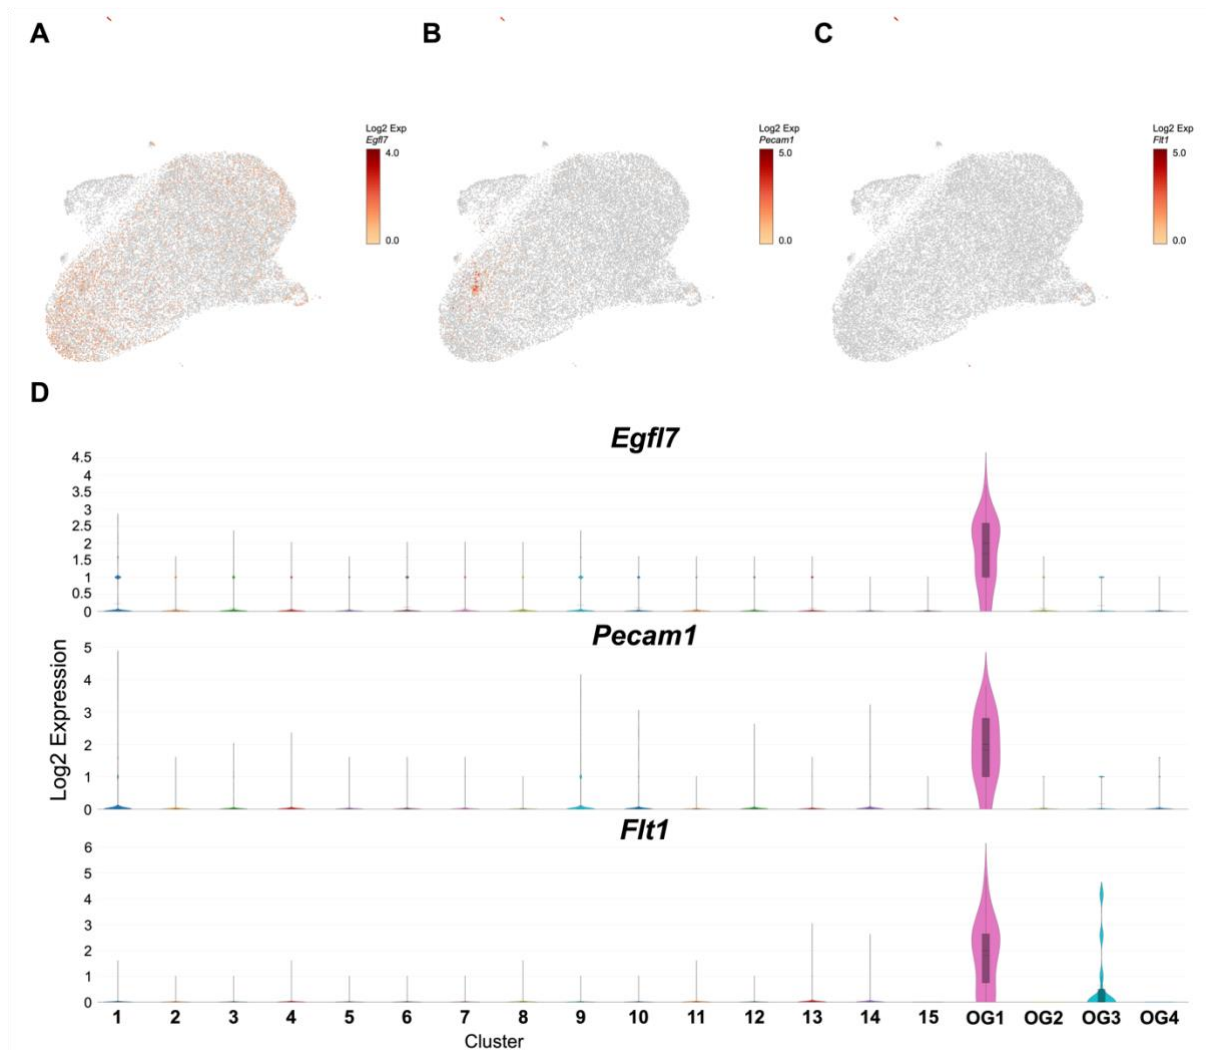 A
B
C
Log2 Exp
Egfl7
4.0
0.0
Log2 Exp
Pecam1
5.0
0.0
Log2 Exp
Flt1
5.0
0.0
D
Egfl7
4.5
4
3.5
3
2.5
2
1.5
1
0.5
0
Pecam1
5
4
3
2
1
0
Log2 Expression
Flt1
6
5
4
3
2
1
0
1 2 3 4 5 6 7 8 9 10 11 12 13 14 15 OG1 OG2 OG3 OG4
Cluster